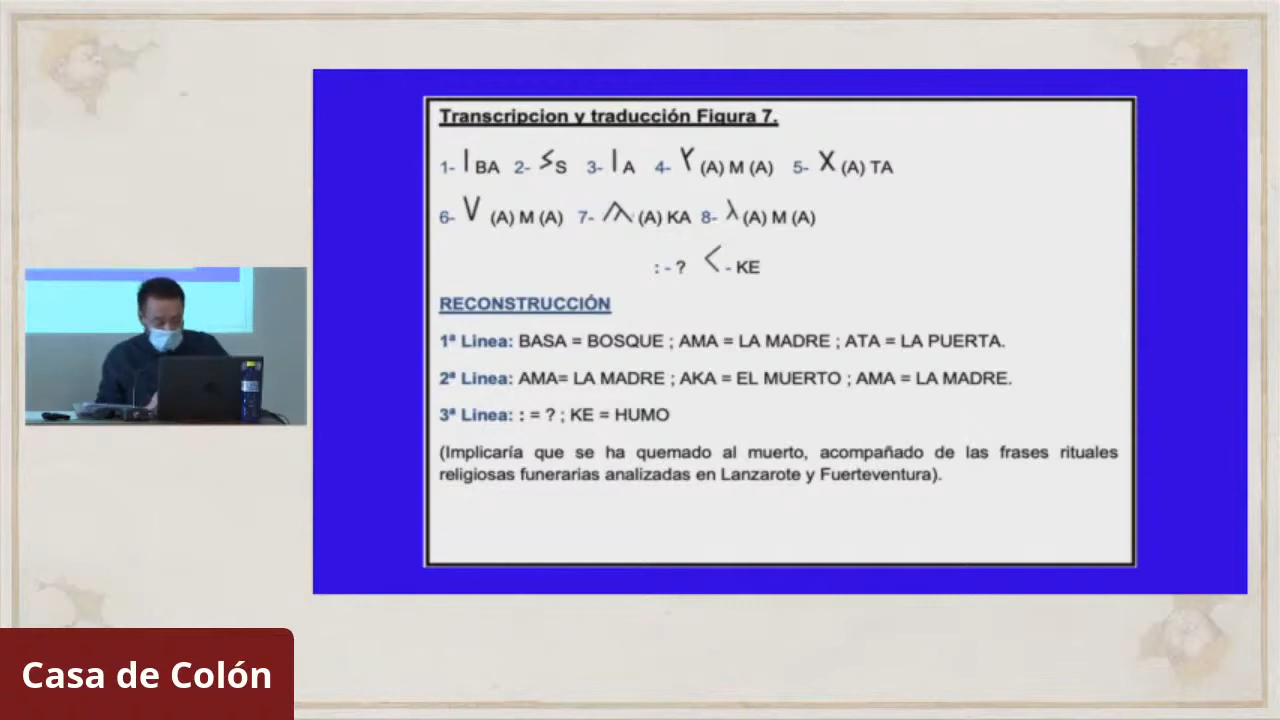 Transcripcion y traducción Figura 7.
1- BA 2- S 3- A 4- (A) M (A) 5- (A) TA
6- (A) M (A) 7- (A) KA 8- (A) M (A)
: - ? - KE
RECONSTRUCCIÓN
1ª Linea: BASA = BOSQUE ; AMA = LA MADRE ; ATA = LA PUERTA.
2ª Linea: AMA= LA MADRE ; AKA = EL MUERTO ; AMA = LA MADRE.
3ª Linea: : = ? ; KE = HUMO
(Implicaría que se ha quemado al muerto, acompañado de las frases rituales
religiosas funerarias analizadas en Lanzarote y Fuerteventura).
Casa de Colón